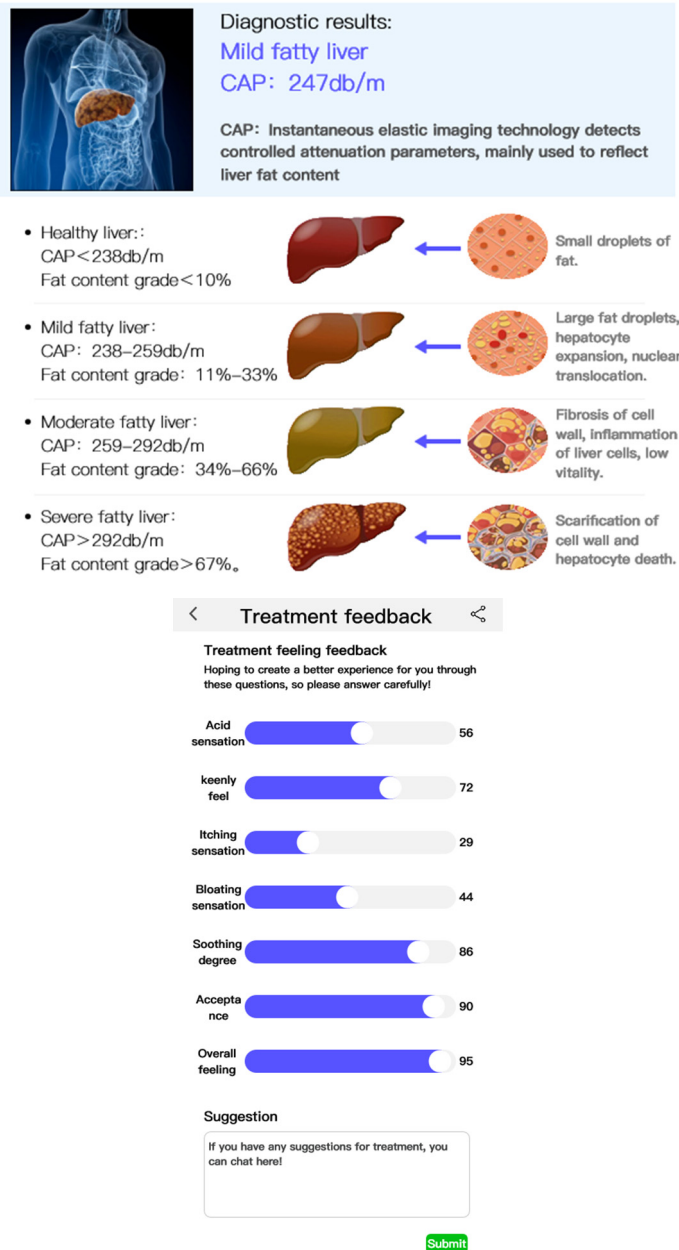 Diagnostic results:
Mild fatty liver
CAP: 247db/m
CAP: Instantaneous elastic imaging technology detects
controlled attenuation parameters, mainly used to reflect
liver fat content
• Healthy liver::
CAP<238db/m
Fat content grade<10%
Small droplets of
fat.
• Mild fatty liver:
CAP: 238–259db/m
Fat content grade: 11%–33%
Large fat droplets,
hepatocyte
expansion, nuclear
translocation.
• Moderate fatty liver:
CAP: 259–292db/m
Fat content grade: 34%–66%
Fibrosis of cell
wall, inflammation
of liver cells, low
vitality.
• Severe fatty liver:
CAP>292db/m
Fat content grade>67%。
Scarification of
cell wall and
hepatocyte death.
Treatment feedback
Treatment feeling feedback
Hoping to create a better experience for you through
these questions, so please answer carefully!
Acid
sensation
56
keenly
feel
72
Itching
sensation
29
Bloating
sensation
44
Soothing
degree
86
Accepta
nce
90
Overall
feeling
95
Suggestion
If you have any suggestions for treatment, you
can chat here!
Submit